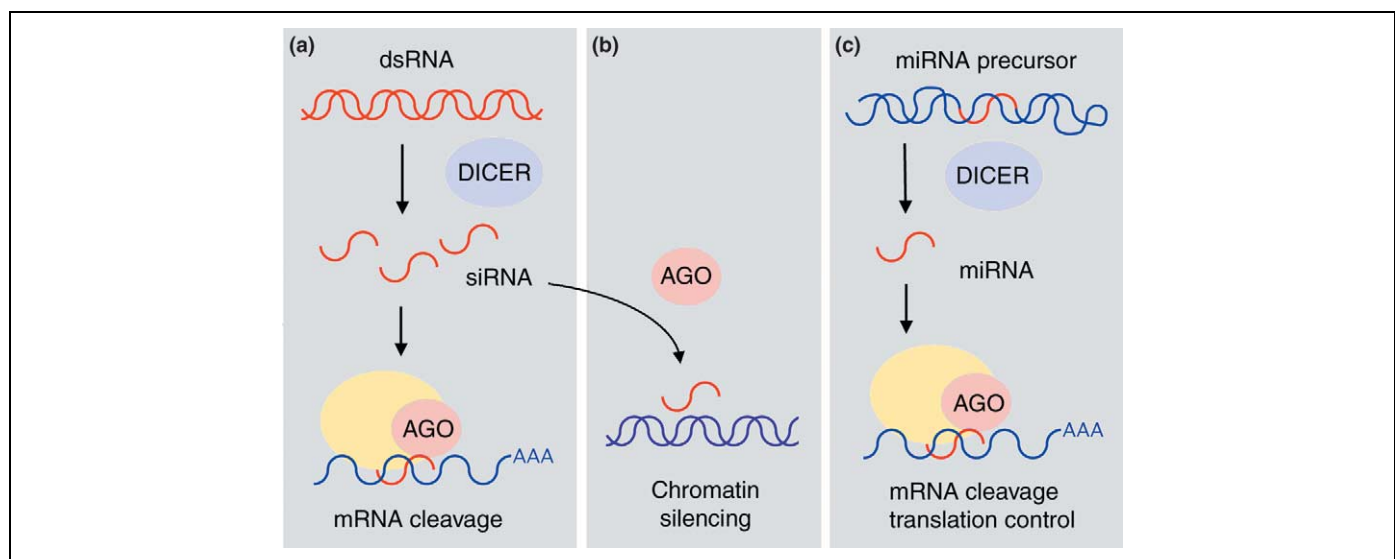 (a)
dsRNA
DICER
siRNA
AGO
AAA
mRNA cleavage
(b)
AGO
Chromatin
silencing
(c)
miRNA precursor
DICER
miRNA
AGO
AAA
mRNA cleavage
translation control